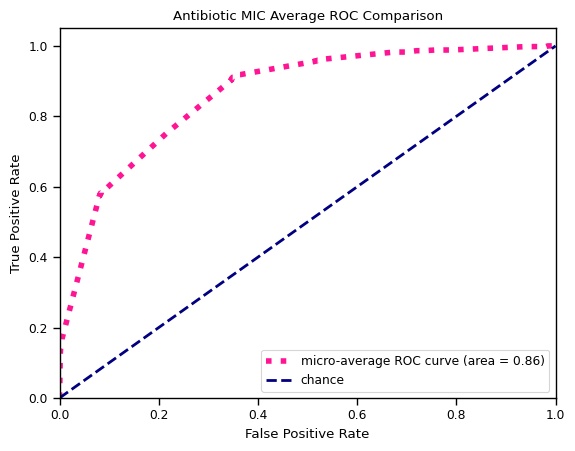 Antibiotic MIC Average ROC Comparison
True Positive Rate
1.0
0.8
0.6
0.4
0.2
0.0
micro-average ROC curve (area = 0.86)
chance
0.0 0.2 0.4 0.6 0.8 1.0
False Positive Rate